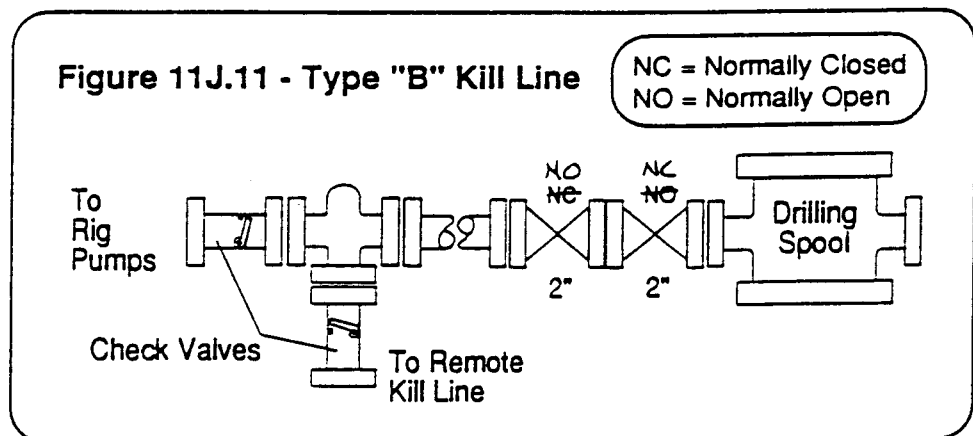 Figure 11J.11 - Type "B" Kill Line
NC = Normally Closed
NO = Normally Open
To
Rig
Pumps
NO
NC
NC
NO
2"
2"
Drilling
Spool
Check Valves
To Remote
Kill Line